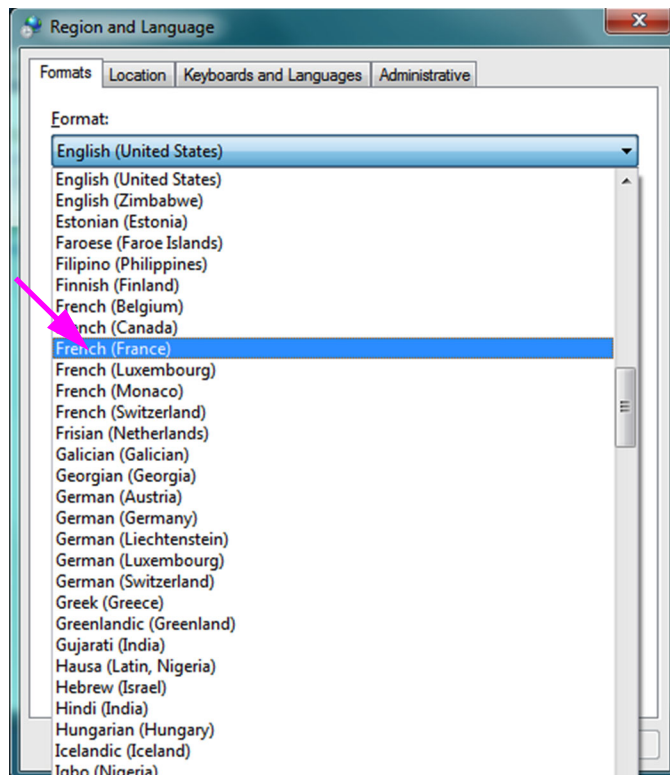 Region and Language
Formats Location Keyboards and Languages Administrative
Format:
English (United States)
English (United States)
English (Zimbabwe)
Estonian (Estonia)
Faroese (Faroe Islands)
Filipino (Philippines)
Finnish (Finland)
French (Belgium)
French (Canada)
French (France)
French (Luxembourg)
French (Monaco)
French (Switzerland)
Frisian (Netherlands)
Galician (Galician)
Georgian (Georgia)
German (Austria)
German (Germany)
German (Liechtenstein)
German (Luxembourg)
German (Switzerland)
Greek (Greece)
Greenlandic (Greenland)
Gujarati (India)
Hausa (Latin, Nigeria)
Hebrew (Israel)
Hindi (India)
Hungarian (Hungary)
Icelandic (Iceland)
Igbo (Nigeria)